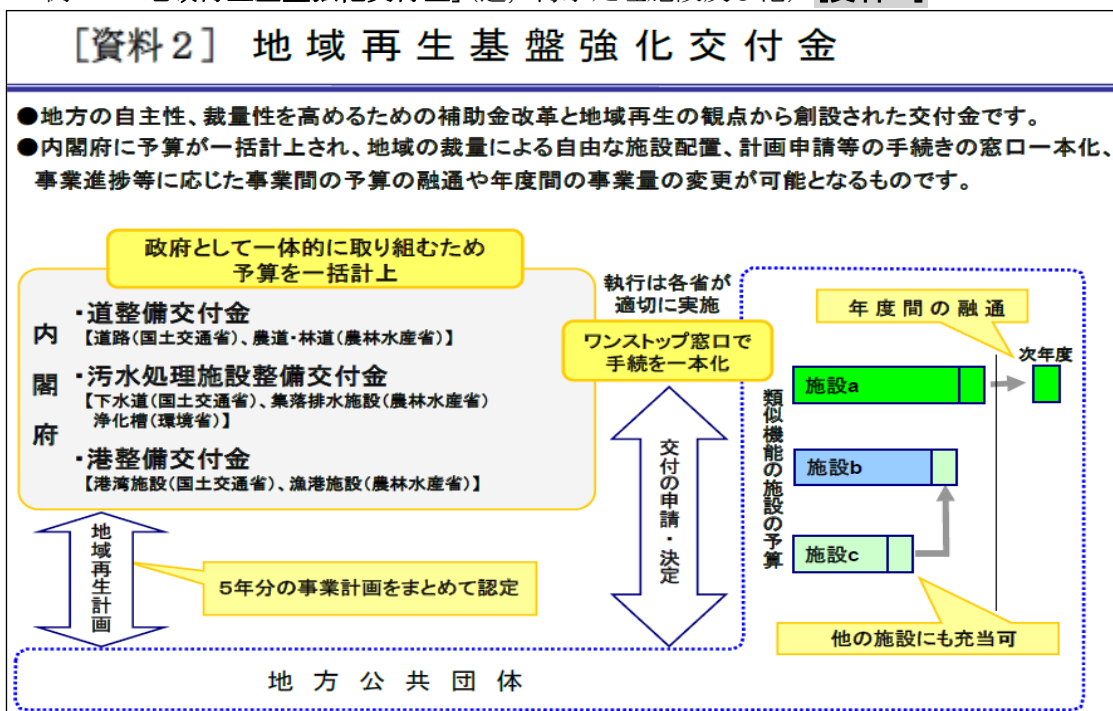 [資料2] 地域再生基盤強化交付金
●地方の自主性、裁量性を高めるための補助金改革と地域再生の観点から創設された交付金です。
●内閣府に予算が一括計上され、地域の裁量による自由な施設配置、計画申請等の手続きの窓口一本化、
事業進捗等に応じた事業間の予算の融通や年度間の事業量の変更が可能となるものです。
政府として一体的に取り組むため
予算を一括計上
内閣府
・道整備交付金
【道路(国土交通省)、農道・林道(農林水産省)】
・汚水処理施設整備交付金
【下水道(国土交通省)、集落排水施設(農林水産省)
浄化槽(環境省)】
・港整備交付金
【港湾施設(国土交通省)、漁港施設(農林水産省)】
執行は各省が
適切に実施
ワンストップ窓口で
手続を一本化
交付の申請・決定
地域再生計画
5年分の事業計画をまとめて認定
年度間の融通
次年度
類似機能の施設の予算
施設a
施設b
施設c
他の施設にも充当可
地方公共団体